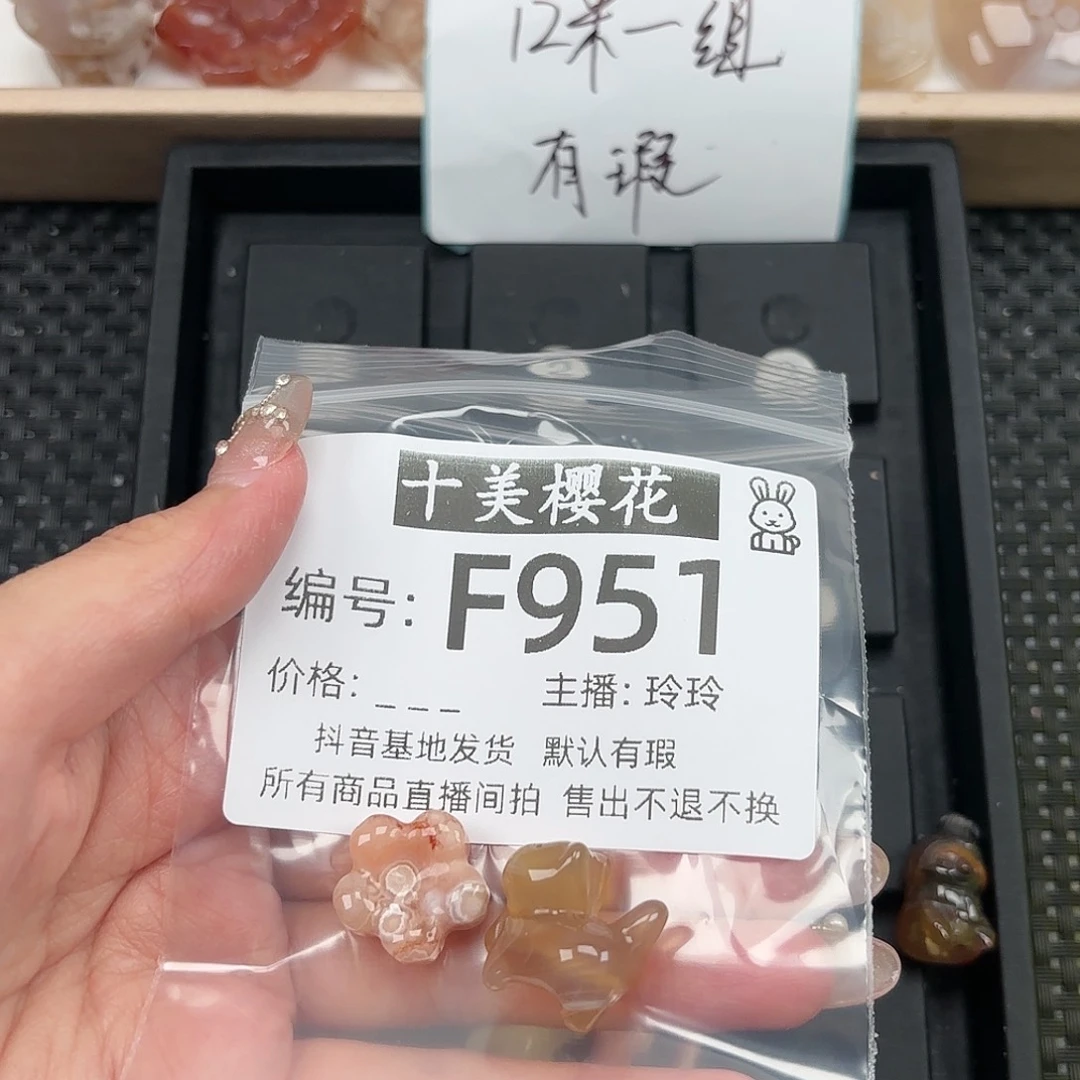 12米一组
有瑕
十美樱花
编号: F951
价格: _ _ _ 主播: 玲玲
抖音基地发货 默认有瑕
所有商品直播间拍 售出不退不换